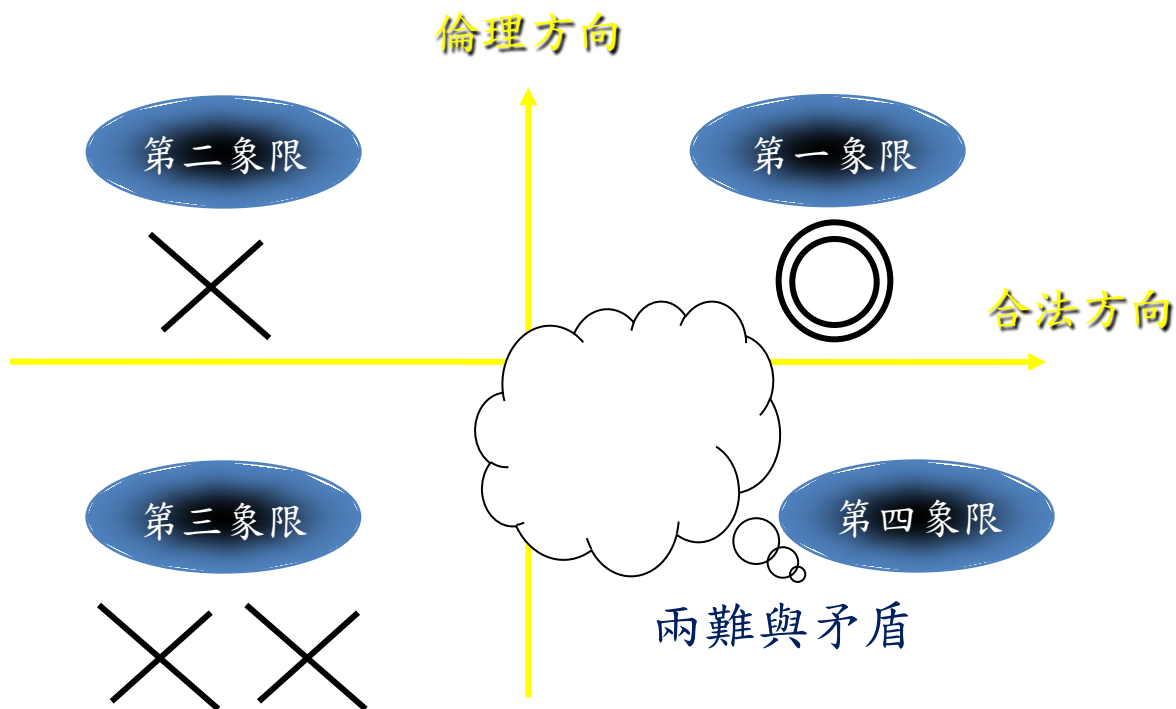 倫理方向
第二象限
第一象限
合法方向
第三象限
第四象限
兩難與矛盾